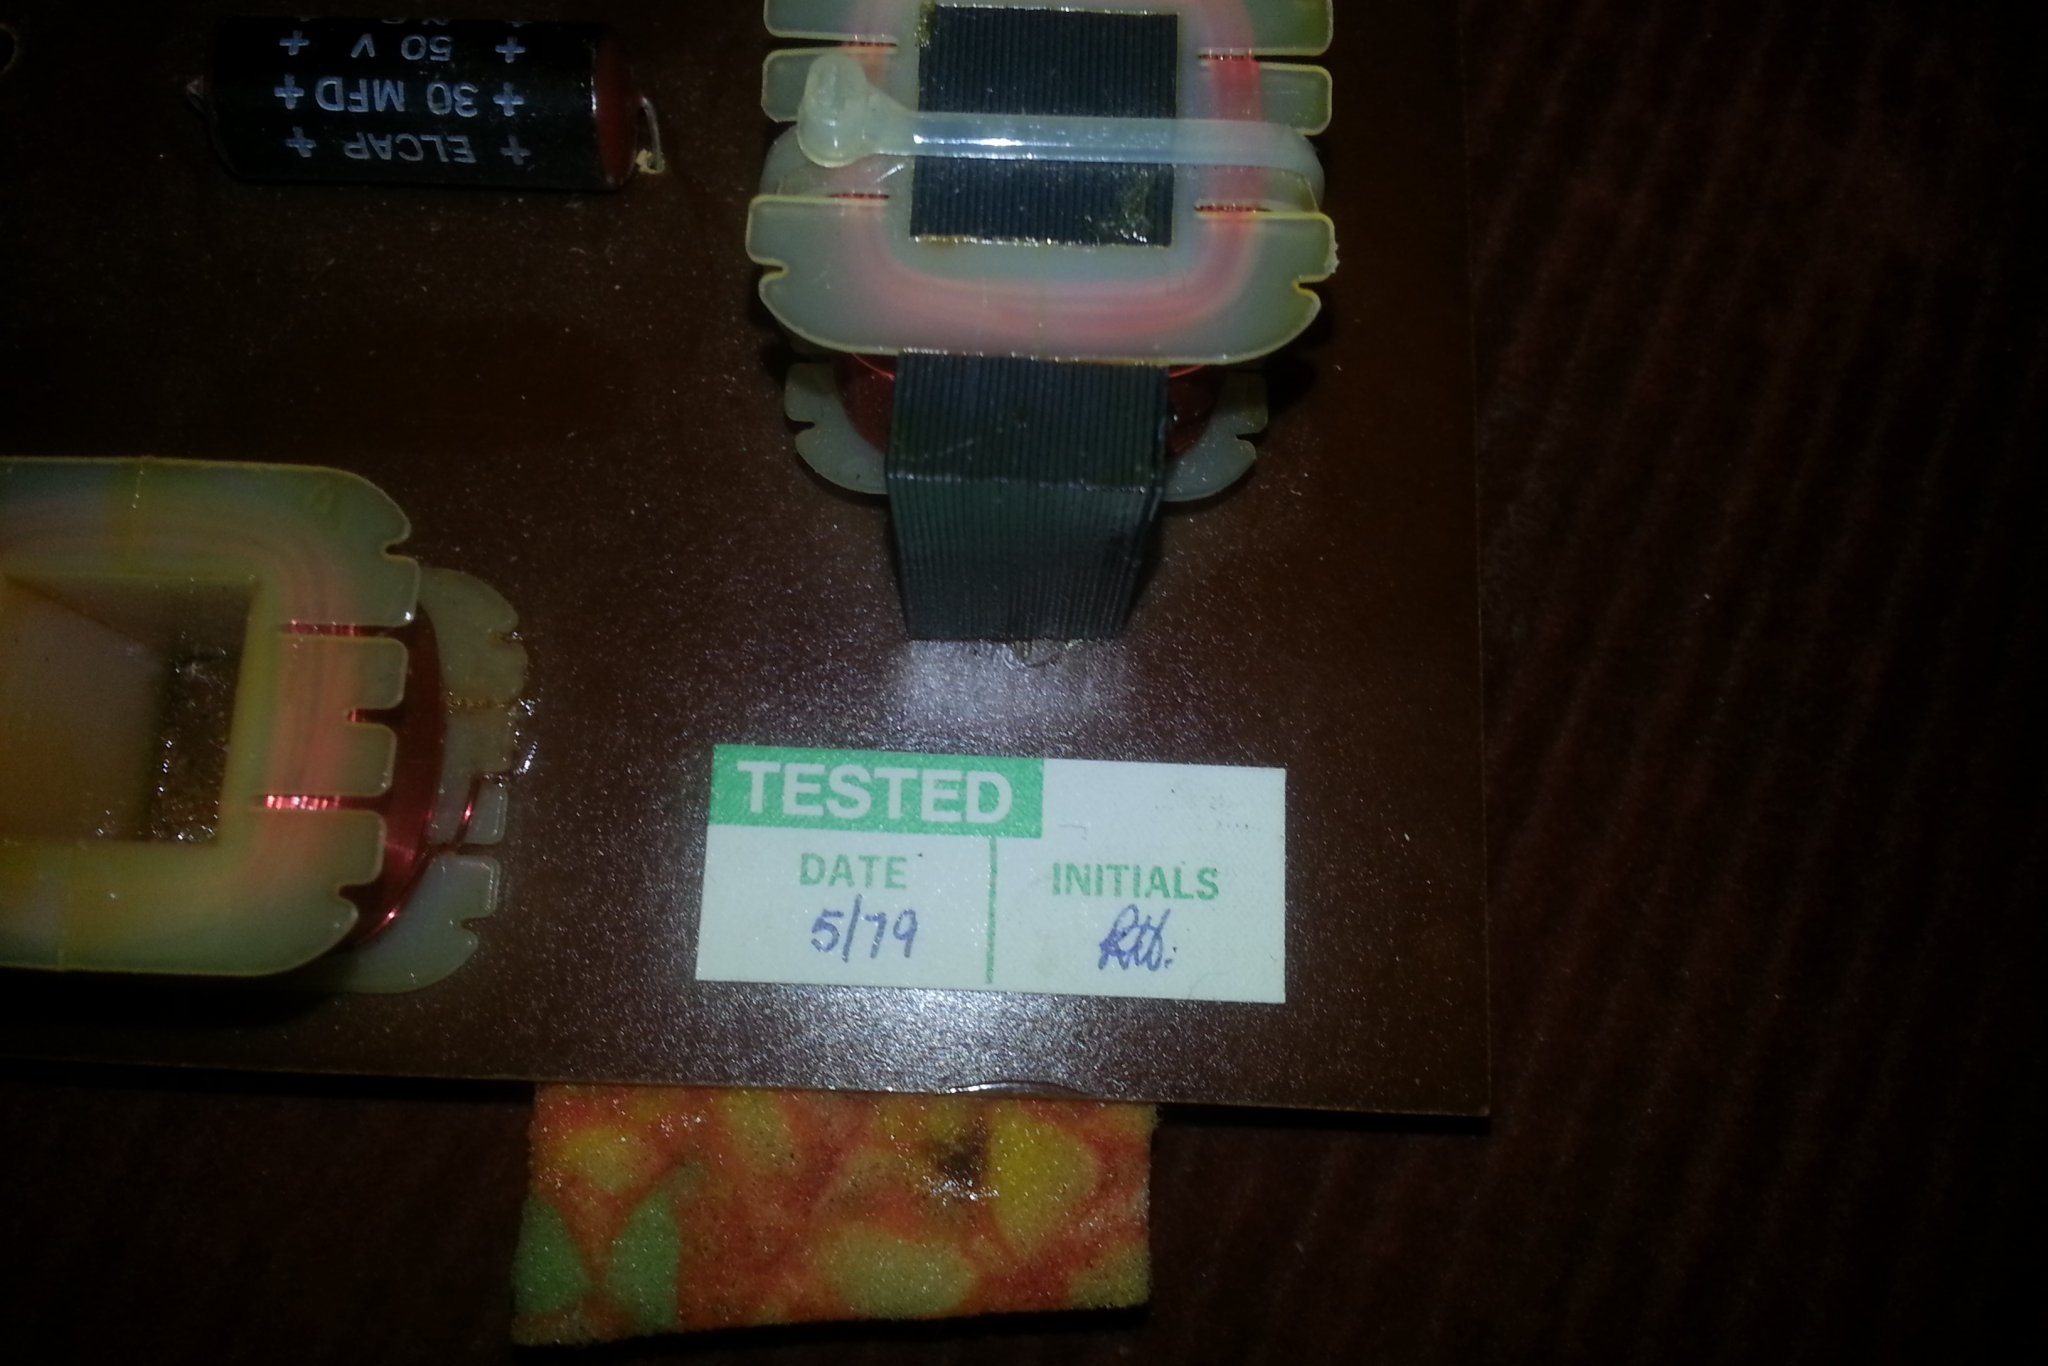 + ELCAP +
+ 30 MFD +
+ 50 V +
TESTED
DATE
INITIALS
5/79